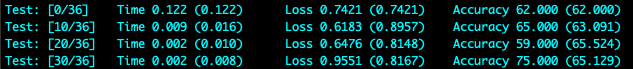 Test: [0/36] Time 0.122 (0.122) Loss 0.7421 (0.7421) Accuracy 62.000 (62.000)
Test: [10/36] Time 0.009 (0.016) Loss 0.6183 (0.8957) Accuracy 65.000 (63.091)
Test: [20/36] Time 0.002 (0.010) Loss 0.6476 (0.8148) Accuracy 59.000 (65.524)
Test: [30/36] Time 0.002 (0.008) Loss 0.9551 (0.8167) Accuracy 75.000 (65.129)